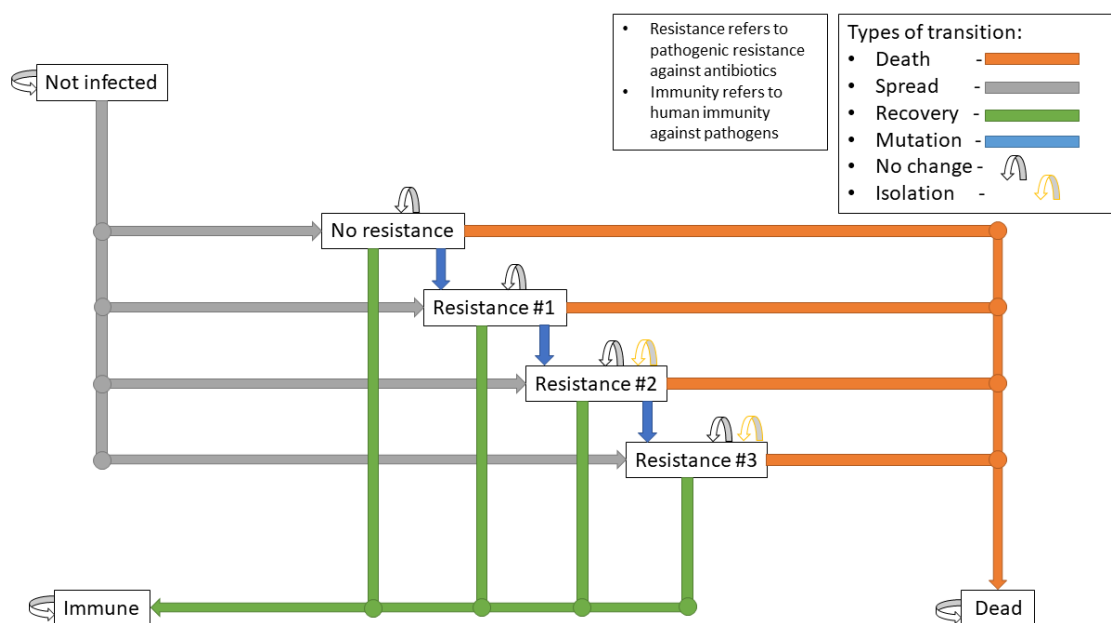 • Resistance refers to
pathogenic resistance
against antibiotics
• Immunity refers to
human immunity
against pathogens
Types of transition:
• Death -
• Spread -
• Recovery -
• Mutation -
• No change -
• Isolation -
Not infected
No resistance
Resistance #1
Resistance #2
Resistance #3
Immune
Dead